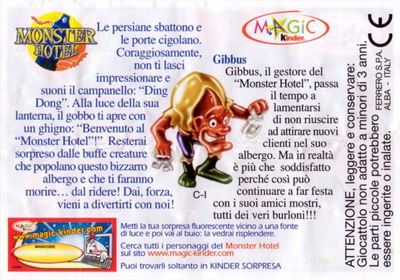 MONSTER
HOTEL
Le persiane sbattono e
le porte cigolano.
Coraggiosamente,
non ti lasci
impressionare e
suoni il campanello: "Ding
Dong". Alla luce della sua
lanterna, il gobbo ti apre con
un ghigno: "Benvenuto al
"Monster Hotel"!" Resterai
sorpreso dalle buffe creature
che popolano questo bizzarro
albergo e che ti faranno
morire... dal ridere! Dai, forza,
vieni a divertirti con noi!
MAGiC
Kinder
Gibbus
Gibbus, il gestore del
"Monster Hotel", passa
il tempo a
lamentarsi
di non riuscire
ad attirare nuovi
clienti nel suo
albergo. Ma in realtà
è più che soddisfatto
perché così può
continuare a far festa
con i suoi amici mostri,
tutti dei veri burloni!!!
C-I
CE
ATTENZIONE, leggere e conservare:
Giocattolo non adatto a minori di 3 anni.
Le parti piccole potrebbero
essere ingerite o inalate.
FERRERO S.P.A.
ALBA - ITALY
MAGiC
Kinder
www.magic-kinder.com
MAGICODE
Metti la tua sorpresa fluorescente vicino a una fonte
di luce e poi vai al buio: la vedrai risplendere.
Cerca tutti i personaggi del Monster Hotel
sul sito www.magic-kinder.com
Puoi trovarli soltanto in KINDER SORPRESA